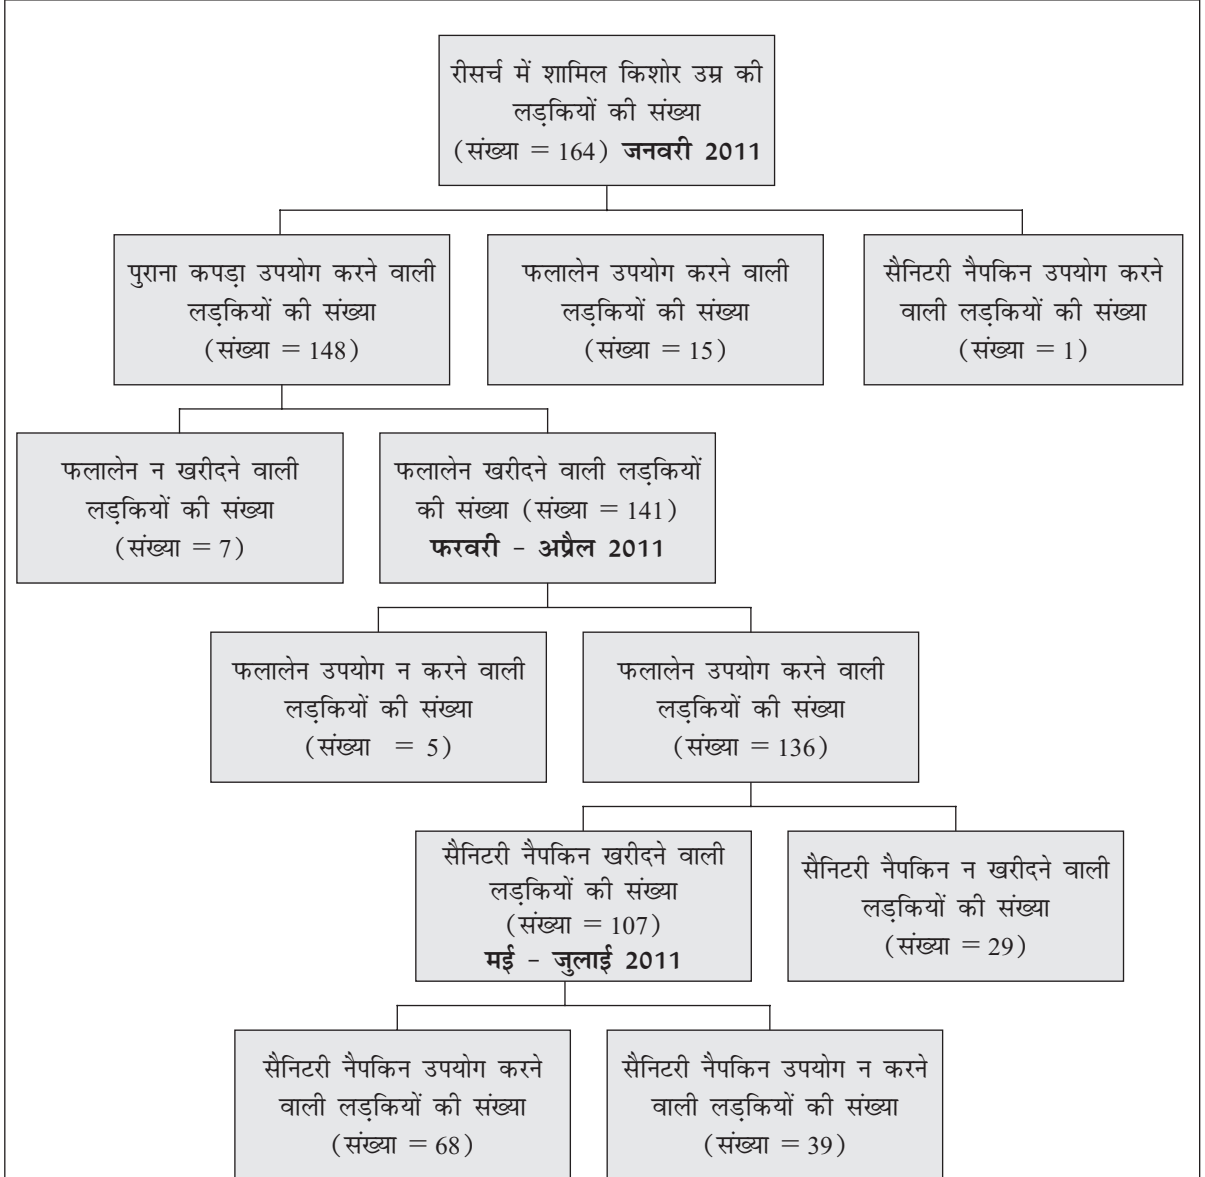 रीसर्च में शामिल किशोर उम्र की
लड़कियों की संख्या
(संख्या = 164) जनवरी 2011
पुराना कपड़ा उपयोग करने वाली
लड़कियों की संख्या
(संख्या = 148)
फलालेन उपयोग करने वाली
लड़कियों की संख्या
(संख्या = 15)
सैनिटरी नैपकिन उपयोग करने
वाली लड़कियों की संख्या
(संख्या = 1)
फलालेन न खरीदने वाली
लड़कियों की संख्या
(संख्या = 7)
फलालेन खरीदने वाली लड़कियों
की संख्या (संख्या = 141)
फरवरी - अप्रैल 2011
फलालेन उपयोग न करने वाली
लड़कियों की संख्या
(संख्या = 5)
फलालेन उपयोग करने वाली
लड़कियों की संख्या
(संख्या = 136)
सैनिटरी नैपकिन खरीदने वाली
लड़कियों की संख्या
(संख्या = 107)
मई - जुलाई 2011
सैनिटरी नैपकिन न खरीदने वाली
लड़कियों की संख्या
(संख्या = 29)
सैनिटरी नैपकिन उपयोग करने
वाली लड़कियों की संख्या
(संख्या = 68)
सैनिटरी नैपकिन उपयोग न करने
वाली लड़कियों की संख्या
(संख्या = 39)